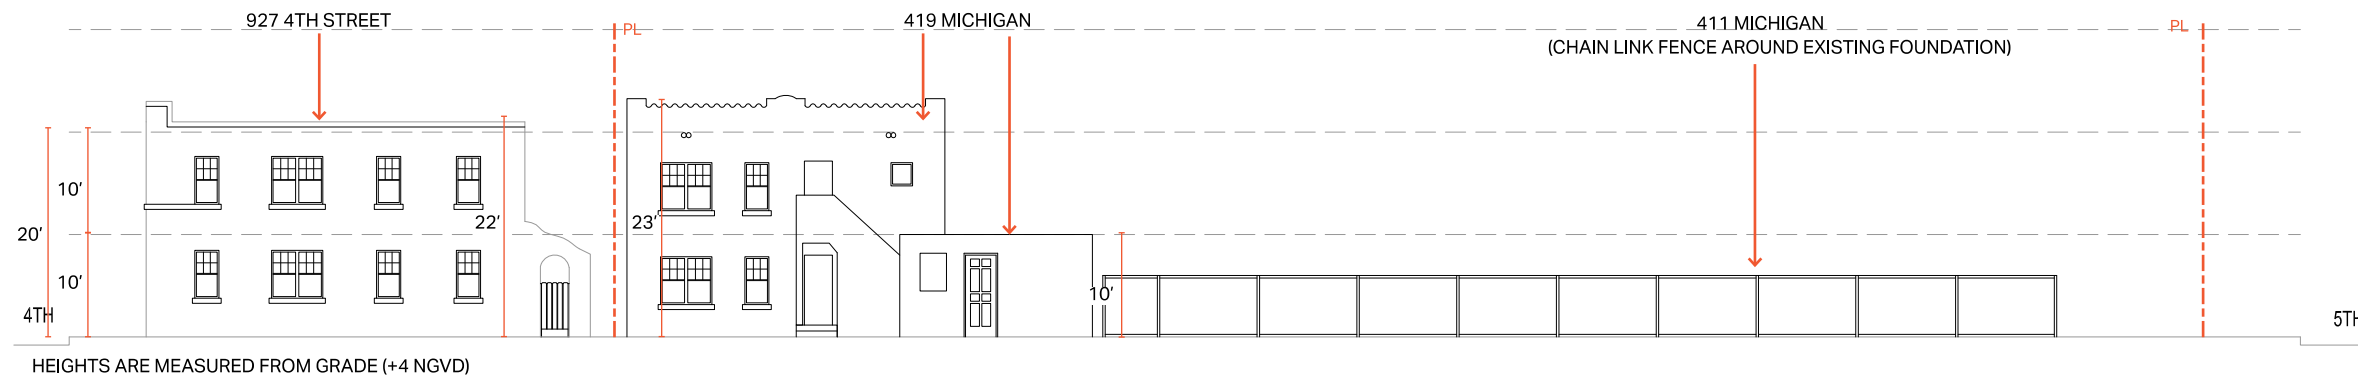 927 4TH STREET
PL
419 MICHIGAN
411 MICHIGAN
(CHAIN LINK FENCE AROUND EXISTING FOUNDATION)
PL
10'
20'
10'
22'
23'
10'
4TH
5TH
HEIGHTS ARE MEASURED FROM GRADE (+4 NGVD)